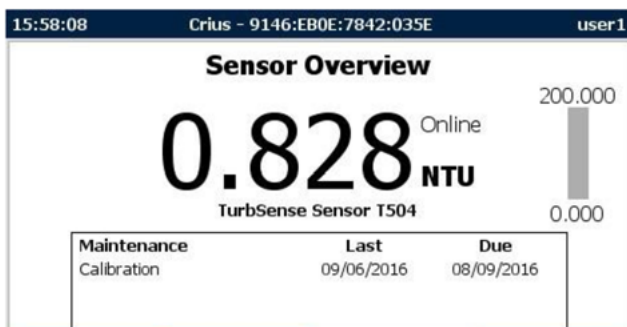 15:58:08 Crius - 9146:EB0E:7842:035E user1
Sensor Overview
200.000
Online
0.828 NTU
TurbSense Sensor T504
0.000
Maintenance Last Due
Calibration 09/06/2016 08/09/2016